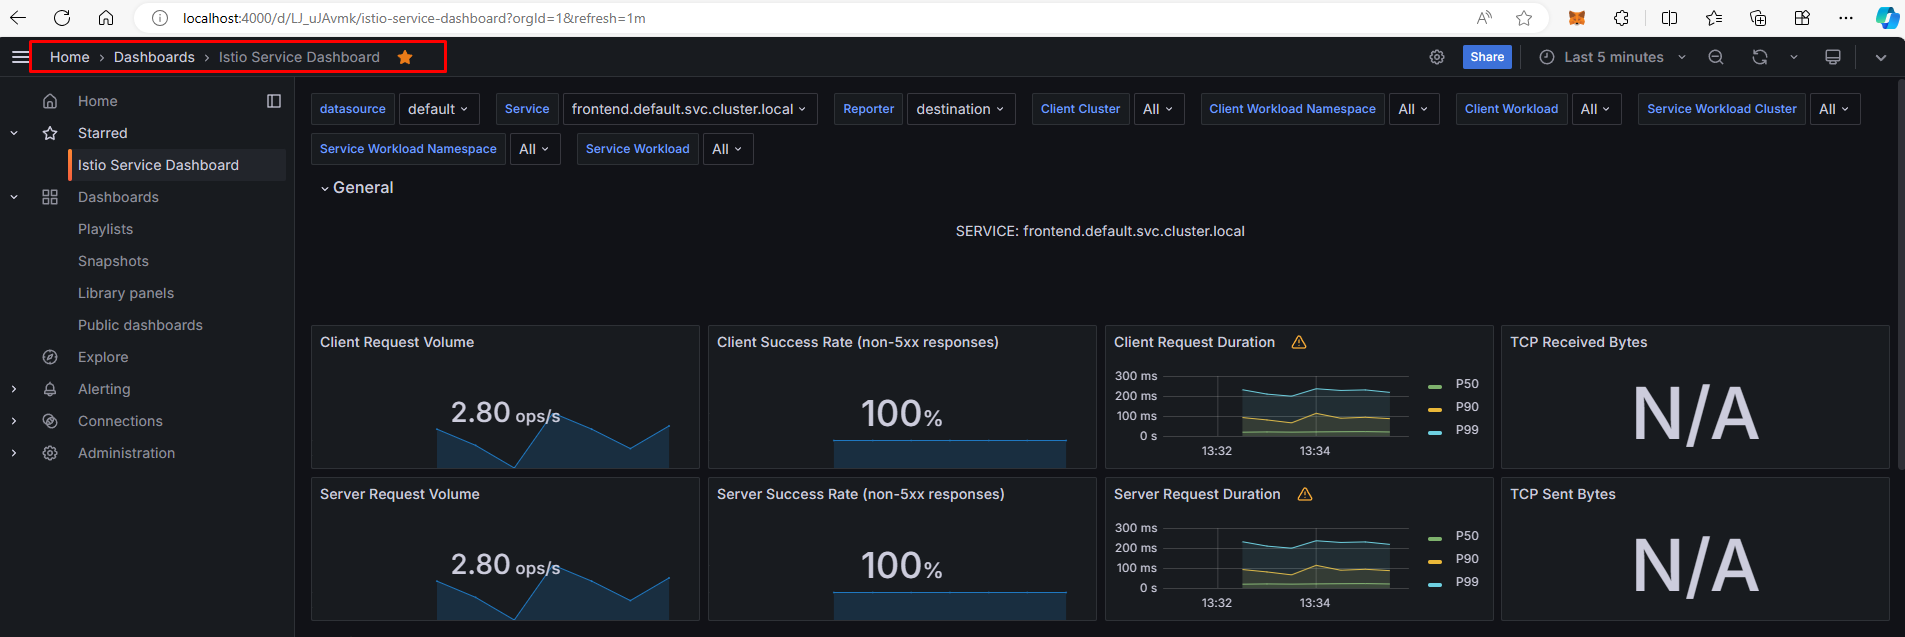 localhost:4000/d/LJ_uJAvmk/istio-service-dashboard?orgId=1&refresh=1m
Home › Dashboards › Istio Service Dashboard
Share
Last 5 minutes
Home
Starred
Istio Service Dashboard
Dashboards
Playlists
Snapshots
Library panels
Public dashboards
Explore
Alerting
Connections
Administration
datasource default Service frontend.default.svc.cluster.local Reporter destination Client Cluster All Client Workload Namespace All Client Workload All Service Workload Cluster All
Service Workload Namespace All Service Workload All
General
SERVICE: frontend.default.svc.cluster.local
Client Request Volume
2.80 ops/s
Client Success Rate (non-5xx responses)
100%
Client Request Duration
300 ms
200 ms
100 ms
0 s
13:32 13:34
P50
P90
P99
TCP Received Bytes
N/A
Server Request Volume
2.80 ops/s
Server Success Rate (non-5xx responses)
100%
Server Request Duration
300 ms
200 ms
100 ms
0 s
13:32 13:34
P50
P90
P99
TCP Sent Bytes
N/A